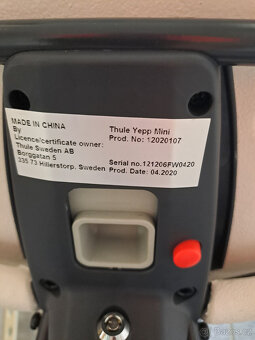 MADE IN CHINA
By
Licence/certificate owner:
Thule Sweden AB
Borggatan 5
335 73 Hillerstorp, Sweden
Thule Yepp Mini
Prod. No: 12020107
Serial no.121206FW0420
Prod. Date: 04.2020